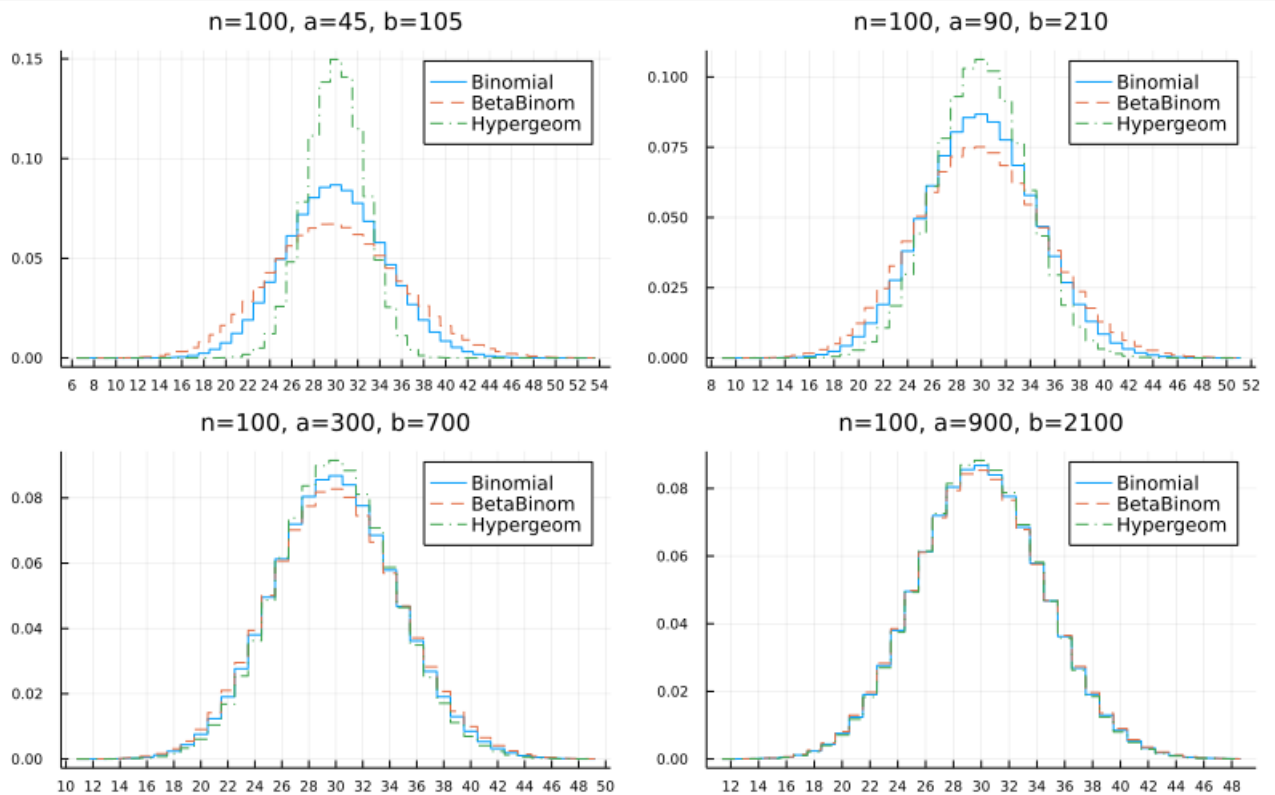 n=100, a=45, b=105
0.15
0.10
0.05
0.00
Binomial
BetaBinom
Hypergeom
6 8 10 12 14 16 18 20 22 24 26 28 30 32 34 36 38 40 42 44 46 48 50 52 54
n=100, a=90, b=210
0.100
0.075
0.050
0.025
0.000
Binomial
BetaBinom
Hypergeom
8 10 12 14 16 18 20 22 24 26 28 30 32 34 36 38 40 42 44 46 48 50 52
n=100, a=300, b=700
0.08
0.06
0.04
0.02
0.00
Binomial
BetaBinom
Hypergeom
10 12 14 16 18 20 22 24 26 28 30 32 34 36 38 40 42 44 46 48 50
n=100, a=900, b=2100
0.08
0.06
0.04
0.02
0.00
Binomial
BetaBinom
Hypergeom
12 14 16 18 20 22 24 26 28 30 32 34 36 38 40 42 44 46 48